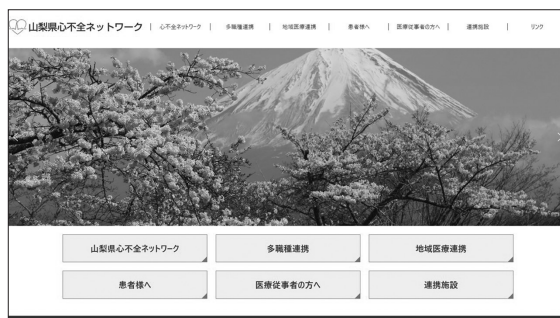 山梨県心不全ネットワーク | 心不全ネットワーク | 多職種連携 | 地域医療連携 | 患者様へ | 医療従事者の方へ | 連携施設 | リンク
山梨県心不全ネットワーク 多職種連携 地域医療連携
患者様へ 医療従事者の方へ 連携施設